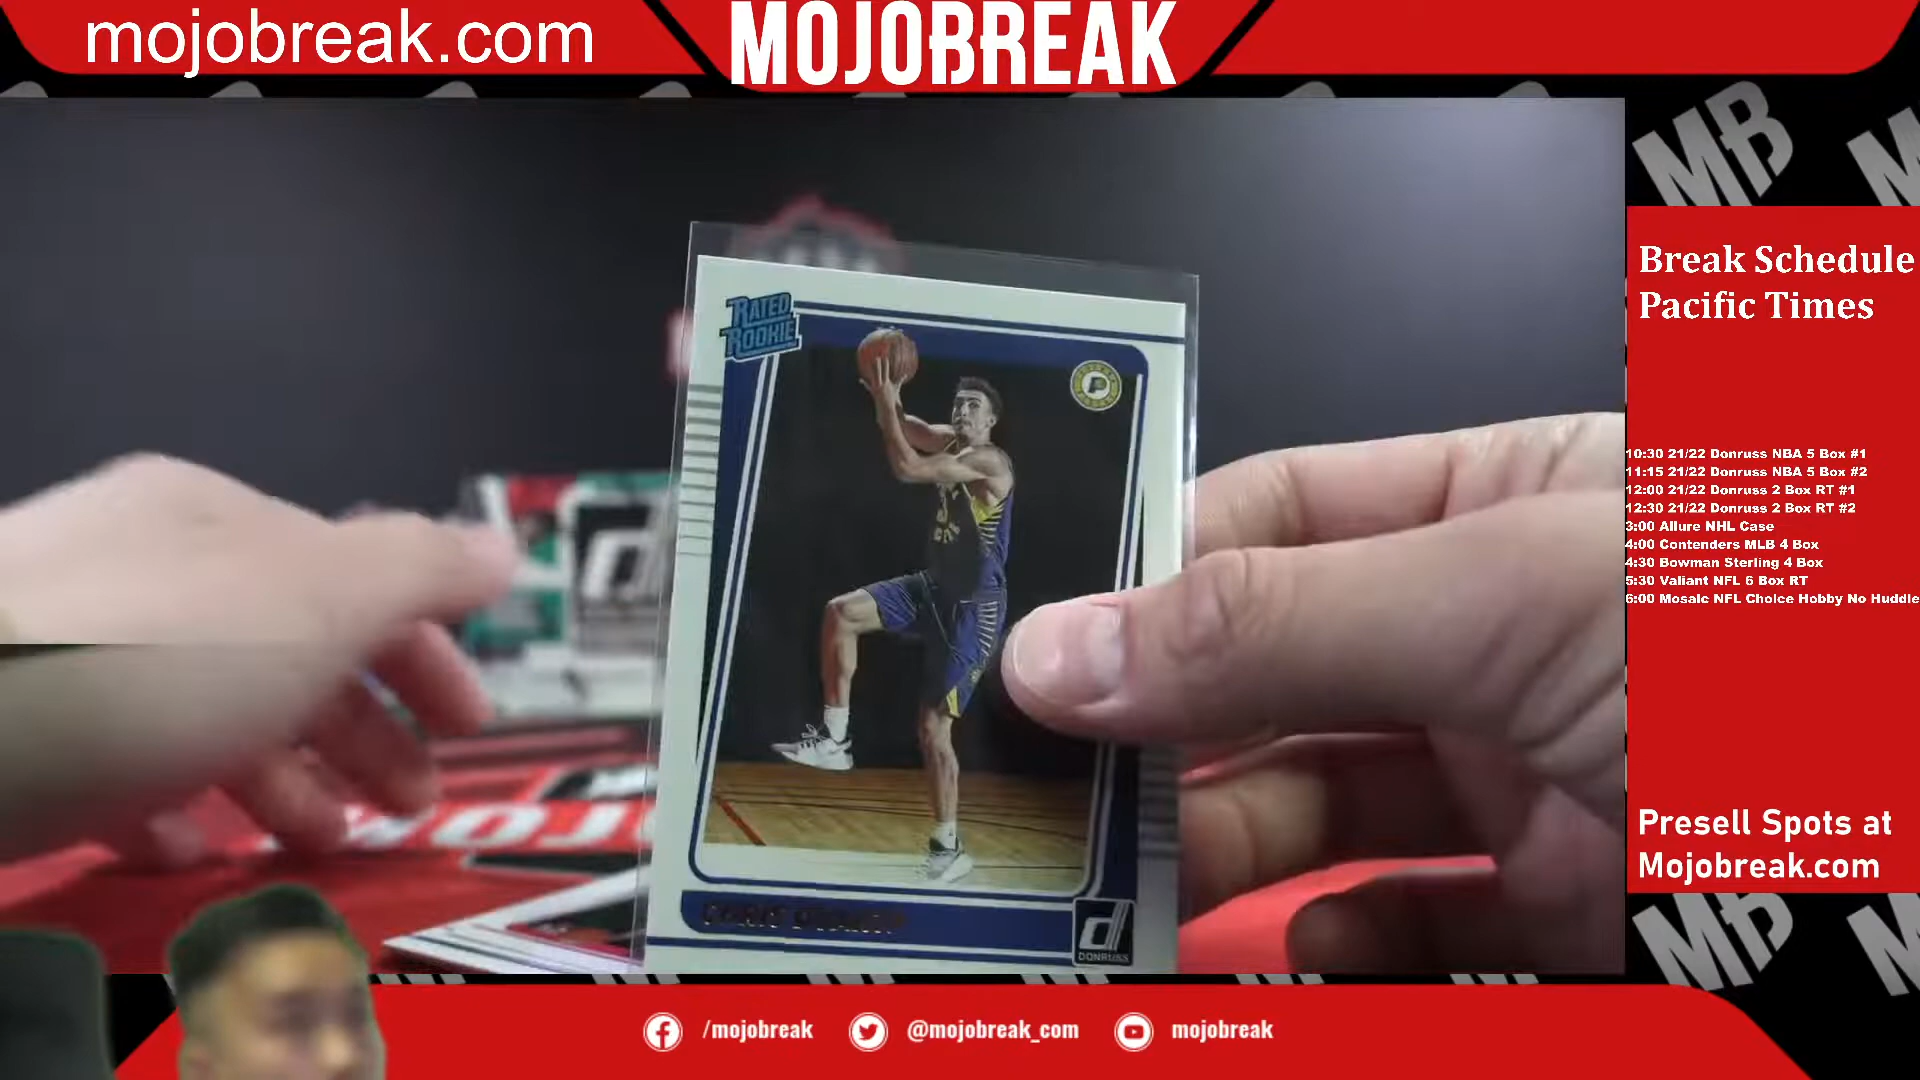 mojobreak.com
MOJOBREAK
Break Schedule
Pacific Times
RATED
ROOKIE
10:30 21/22 Donruss NBA 5 Box #1
11:15 21/22 Donruss NBA 5 Box #2
12:00 21/22 Donruss 2 Box RT #1
12:30 21/22 Donruss 2 Box RT #2
3:00 Allure NHL Case
4:00 Contenders MLB 4 Box
4:30 Bowman Sterling 4 Box
5:30 Valiant NFL 6 Box RT
6:00 Mosaic NFL Choice Hobby No Huddle
Presell Spots at
Mojobreak.com
DONRUSS
/mojobreak
@mojobreak_com
mojobreak